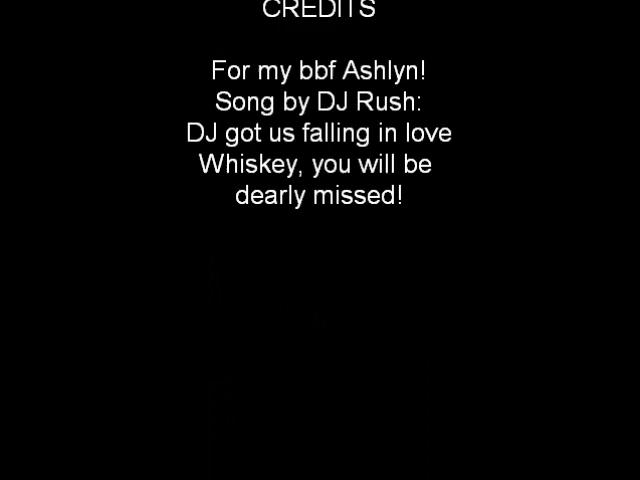 CREDITS
For my bbf Ashlyn!
Song by DJ Rush:
DJ got us falling in love
Whiskey, you will be
dearly missed!